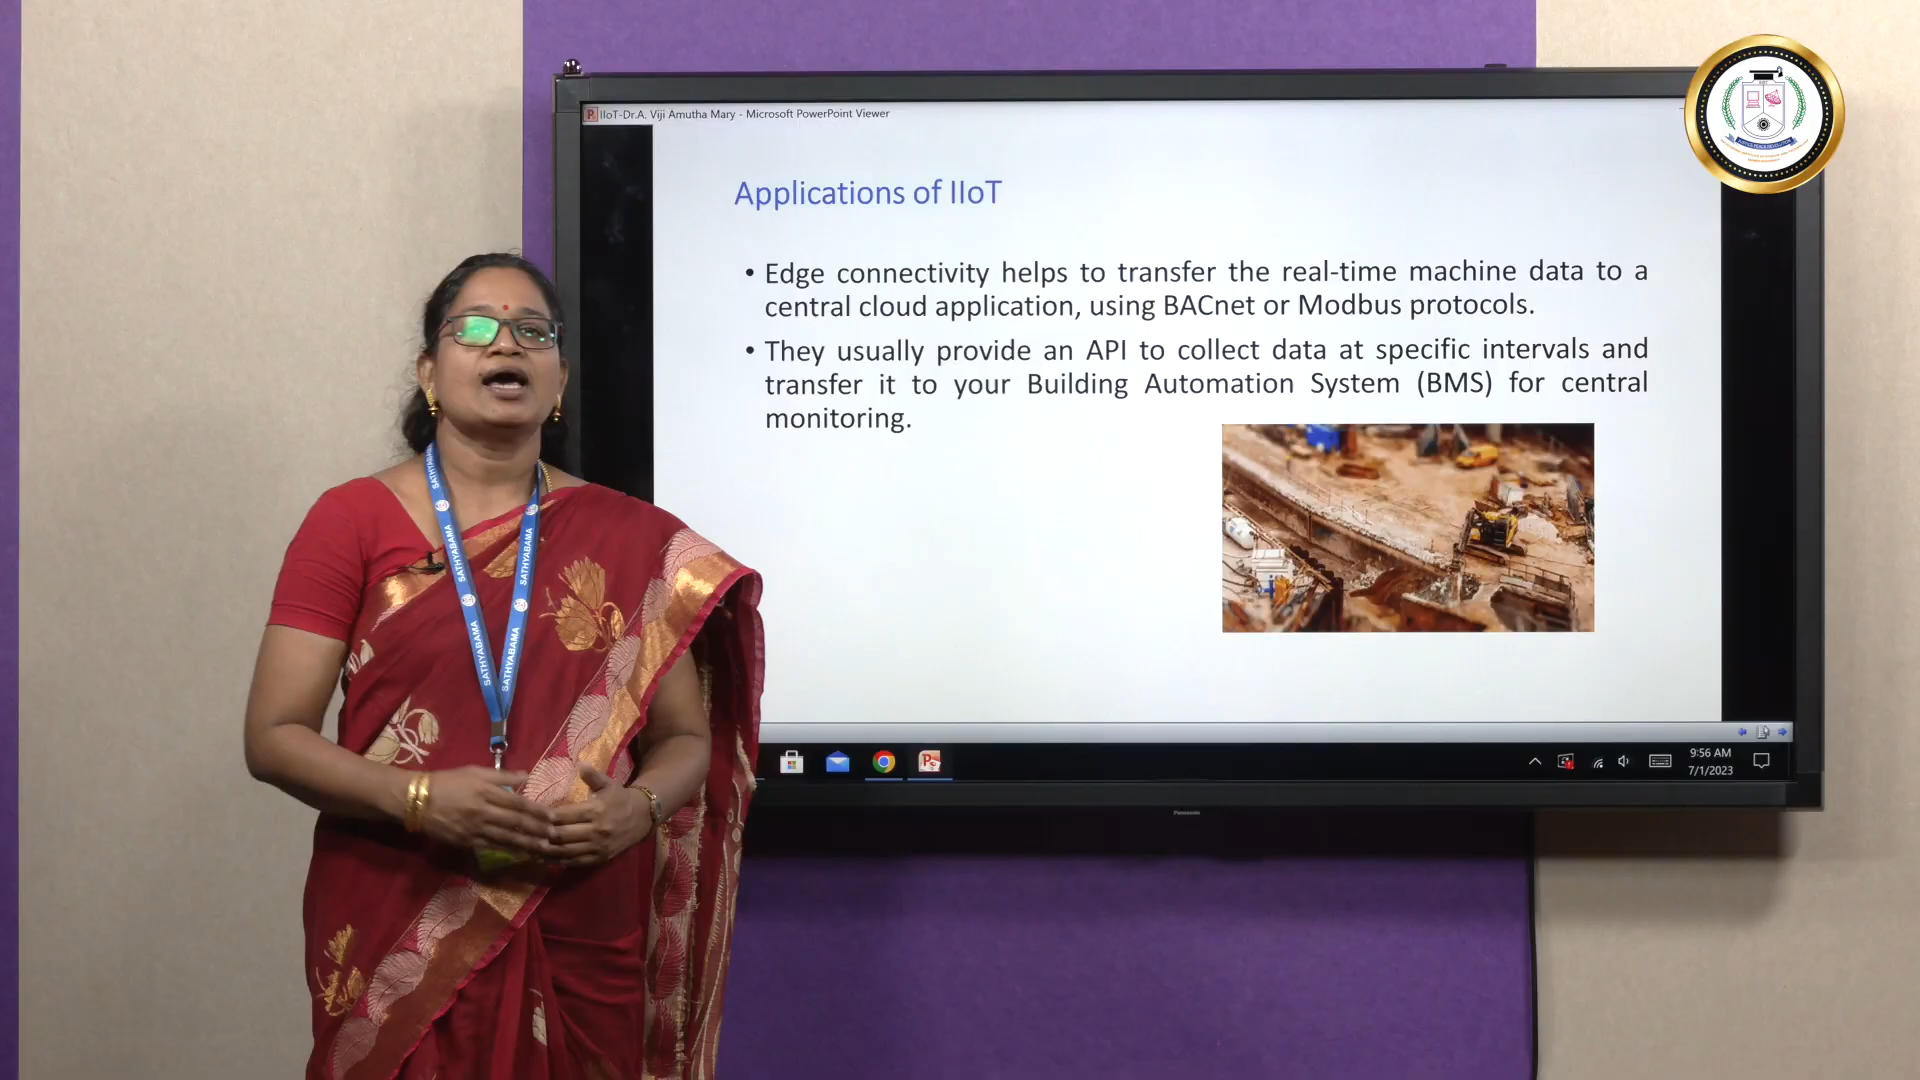 IIoT-Dr.A. Viji Amutha Mary - Microsoft PowerPoint Viewer
Applications of IIoT
• Edge connectivity helps to transfer the real-time machine data to a
central cloud application, using BACnet or Modbus protocols.
• They usually provide an API to collect data at specific intervals and
transfer it to your Building Automation System (BMS) for central
monitoring.
SATHYABAMA
SATHYABAMA
SATHYABAMA
SATHYABAMA
9:56 AM
7/1/2023
Panasonic